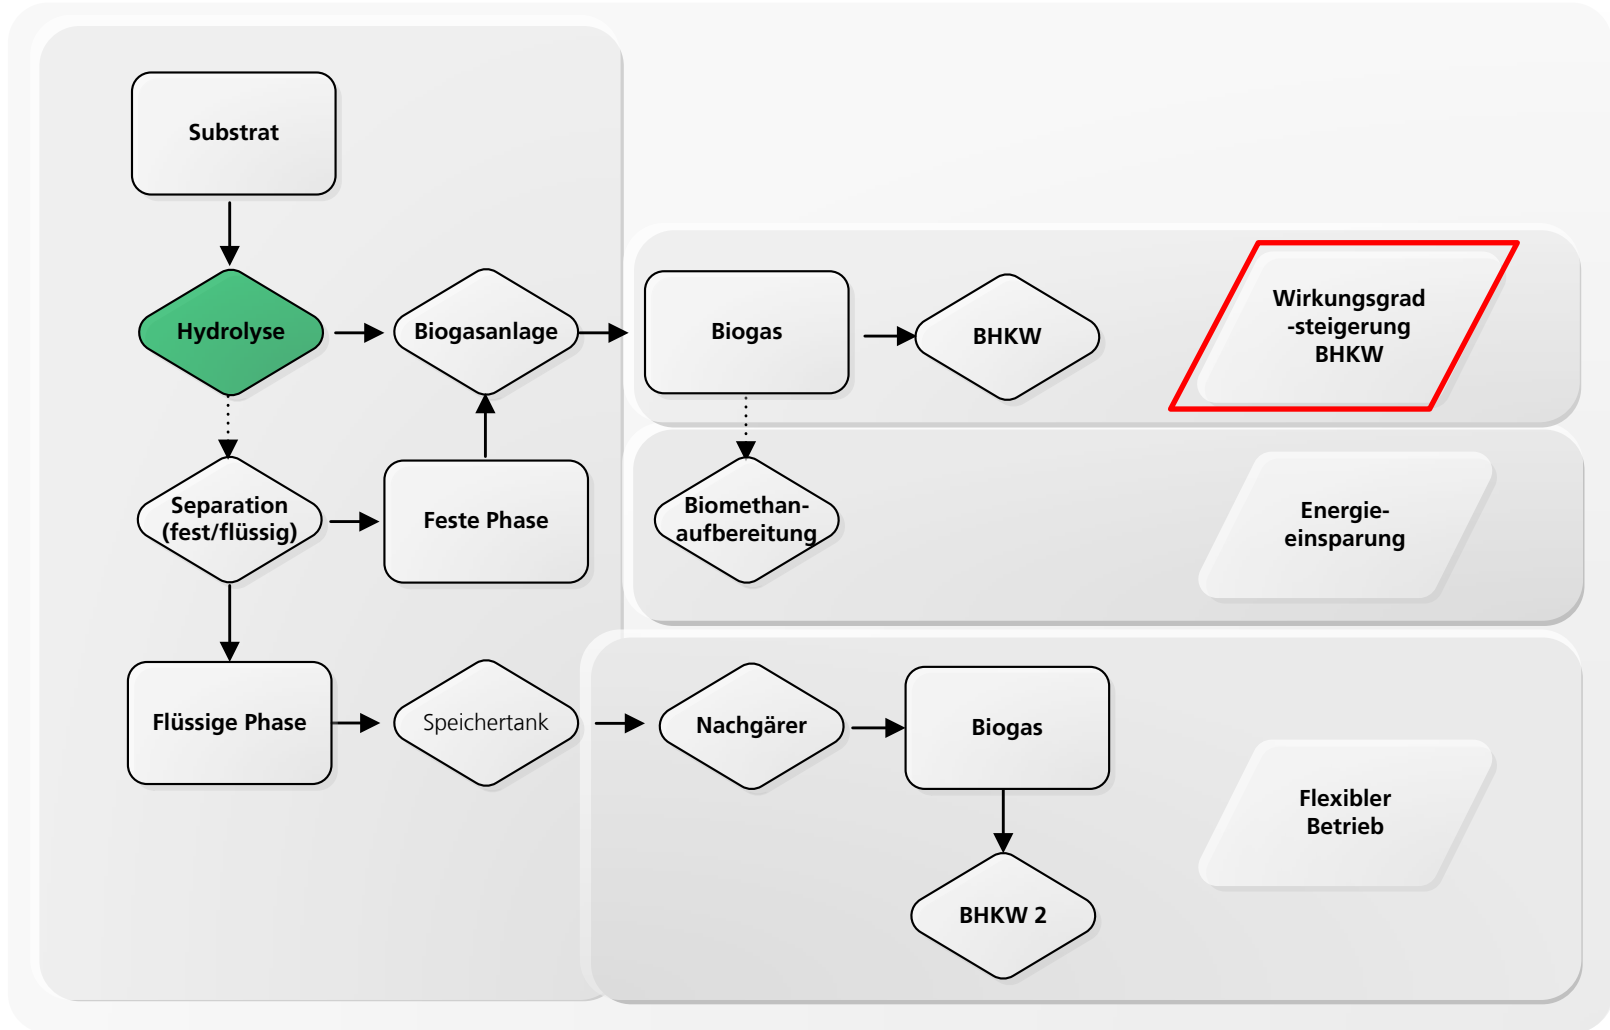 Substrat
Hydrolyse
Biogasanlage
Biogas
BHKW
Wirkungsgrad
-steigerung
BHKW
Separation
(fest/flüssig)
Feste Phase
Biomethan-
aufbereitung
Energie-
einsparung
Flüssige Phase
Speichertank
Nachgärer
Biogas
Flexibler
Betrieb
BHKW 2